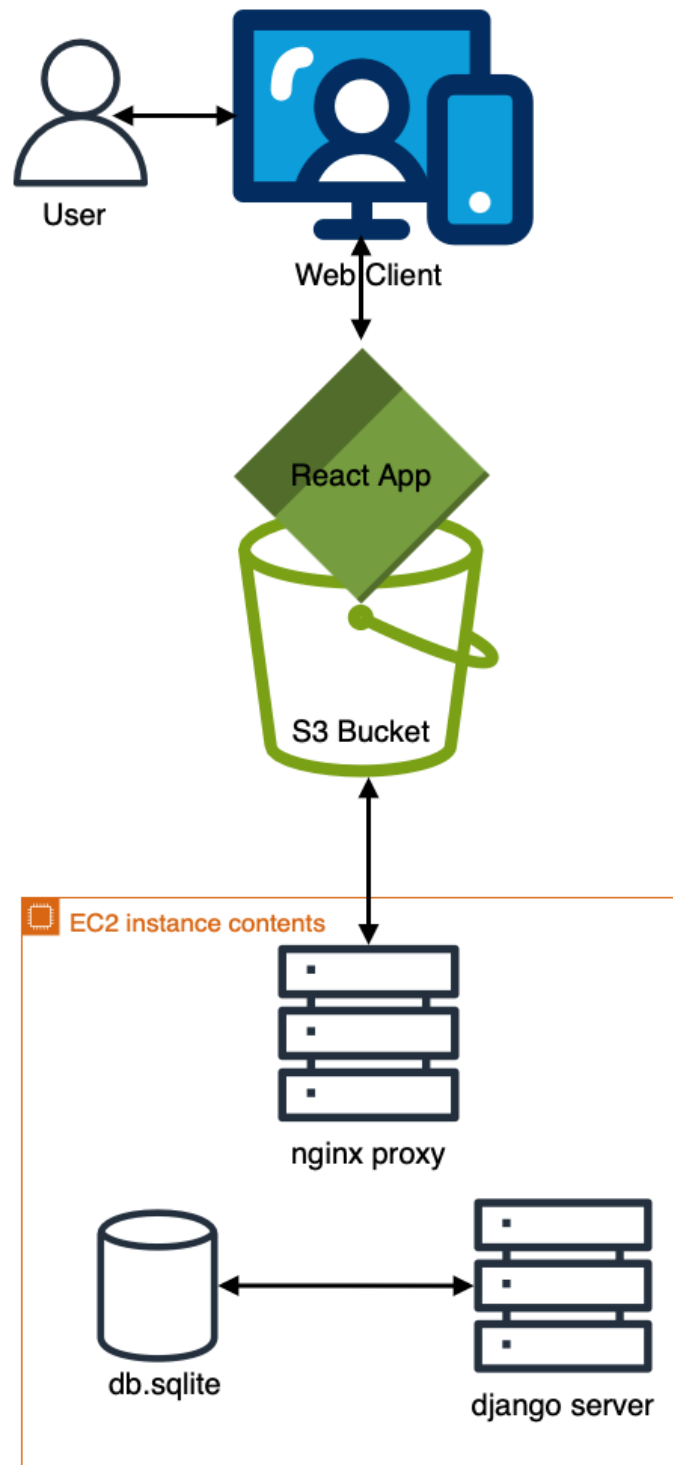 User
Web Client
React App
S3 Bucket
EC2 instance contents
nginx proxy
db.sqlite
django server